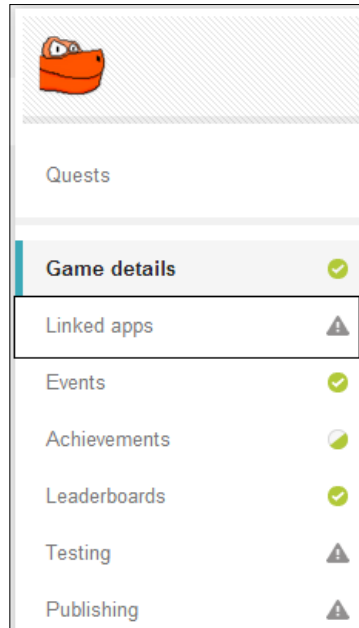 Quests
Game details
Linked apps
Events
Achievements
Leaderboards
Testing
Publishing